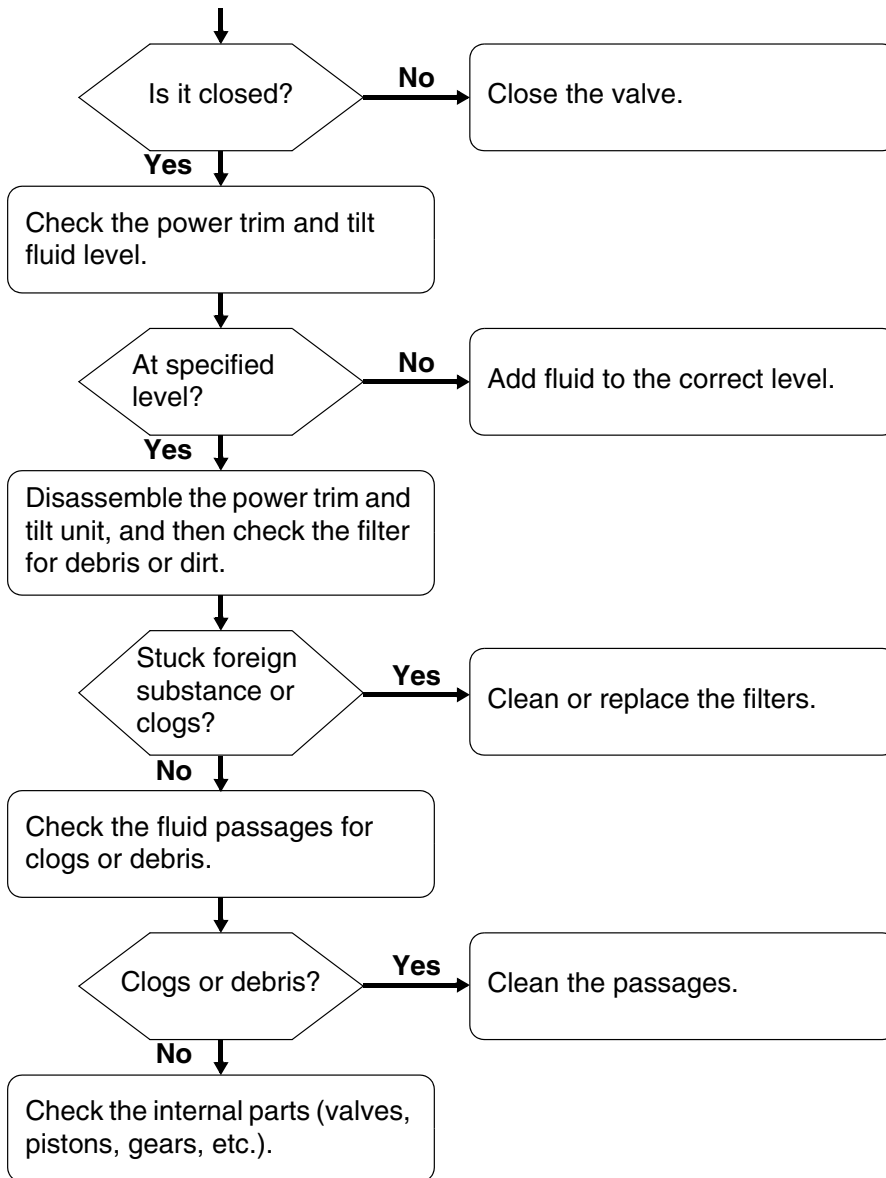 Is it closed?
No
Close the valve.
Yes
Check the power trim and tilt
fluid level.
At specified
level?
No
Add fluid to the correct level.
Yes
Disassemble the power trim and
tilt unit, and then check the filter
for debris or dirt.
Stuck foreign
substance or
clogs?
Yes
Clean or replace the filters.
No
Check the fluid passages for
clogs or debris.
Clogs or debris?
Yes
Clean the passages.
No
Check the internal parts (valves,
pistons, gears, etc.).